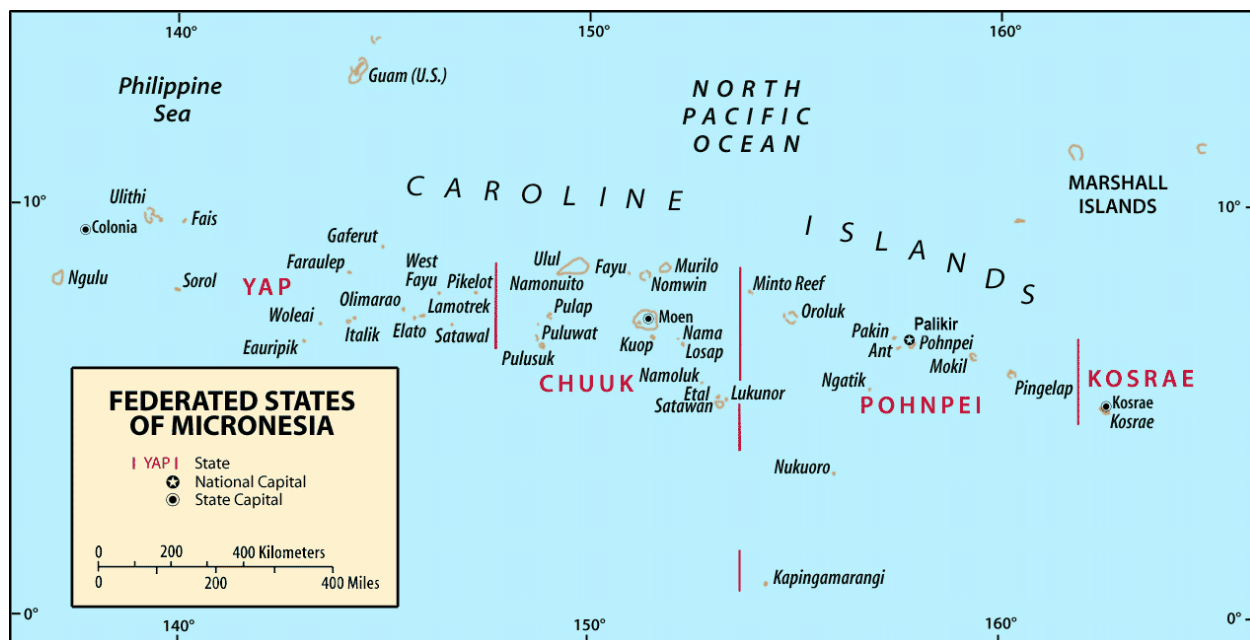 140°
150°
160°
Philippine
Sea
Guam (U.S.)
NORTH
PACIFIC
OCEAN
MARSHALL
ISLANDS
10°
10°
CAROLINE
ISLANDS
Ulithi
Colonia
Fais
Ngulu
Sorol
YAP
Gaferut
Faraulep
West
Fayu
Pikelot
Olimarao
Lamotrek
Woleai
Italik
Elato
Satawal
Eauripik
Ulul
Fayu
Murilo
Namonuito
Nomwin
Pulap
Moen
Puluwat
Kuop
Nama
Losap
Pulusuk
CHUUK
Namoluk
Etal
Lukunor
Satawan
Minto Reef
Oroluk
Pakin
Palikir
Pohnpei
Ant
Mokil
Ngatik
Pingelap
POHNPEI
KOSRAE
Kosrae
Kosrae
Nukuoro
Kapingamarangi
FEDERATED STATES
OF MICRONESIA
YAP State
National Capital
State Capital
0 200 400 Kilometers
0 200 400 Miles
0°
0°
140°
150°
160°